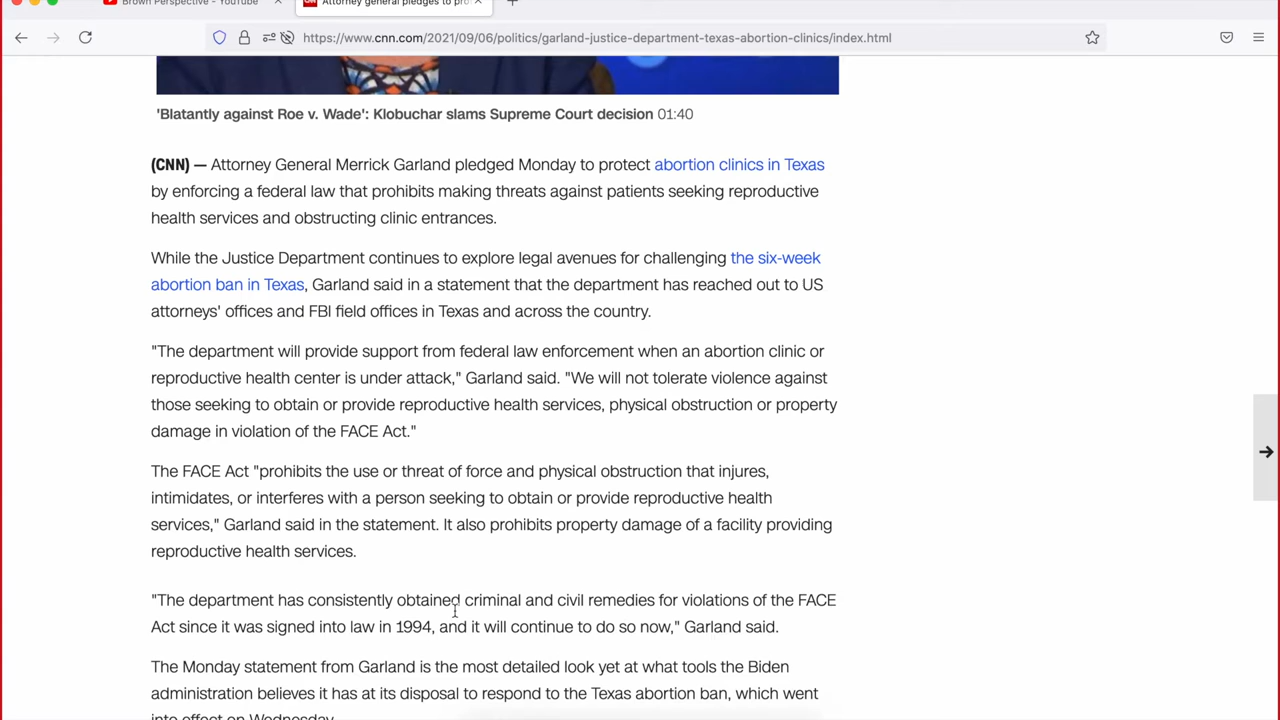 Brown Perspective - YouTube
Attorney general pledges to pro
https://www.cnn.com/2021/09/06/politics/garland-justice-department-texas-abortion-clinics/index.html
'Blatantly against Roe v. Wade': Klobuchar slams Supreme Court decision 01:40
(CNN) — Attorney General Merrick Garland pledged Monday to protect abortion clinics in Texas
by enforcing a federal law that prohibits making threats against patients seeking reproductive
health services and obstructing clinic entrances.
While the Justice Department continues to explore legal avenues for challenging the six-week
abortion ban in Texas, Garland said in a statement that the department has reached out to US
attorneys' offices and FBI field offices in Texas and across the country.
"The department will provide support from federal law enforcement when an abortion clinic or
reproductive health center is under attack," Garland said. "We will not tolerate violence against
those seeking to obtain or provide reproductive health services, physical obstruction or property
damage in violation of the FACE Act."
The FACE Act "prohibits the use or threat of force and physical obstruction that injures,
intimidates, or interferes with a person seeking to obtain or provide reproductive health
services," Garland said in the statement. It also prohibits property damage of a facility providing
reproductive health services.
"The department has consistently obtained criminal and civil remedies for violations of the FACE
Act since it was signed into law in 1994, and it will continue to do so now," Garland said.
The Monday statement from Garland is the most detailed look yet at what tools the Biden
administration believes it has at its disposal to respond to the Texas abortion ban, which went
into effect on Wednesday.